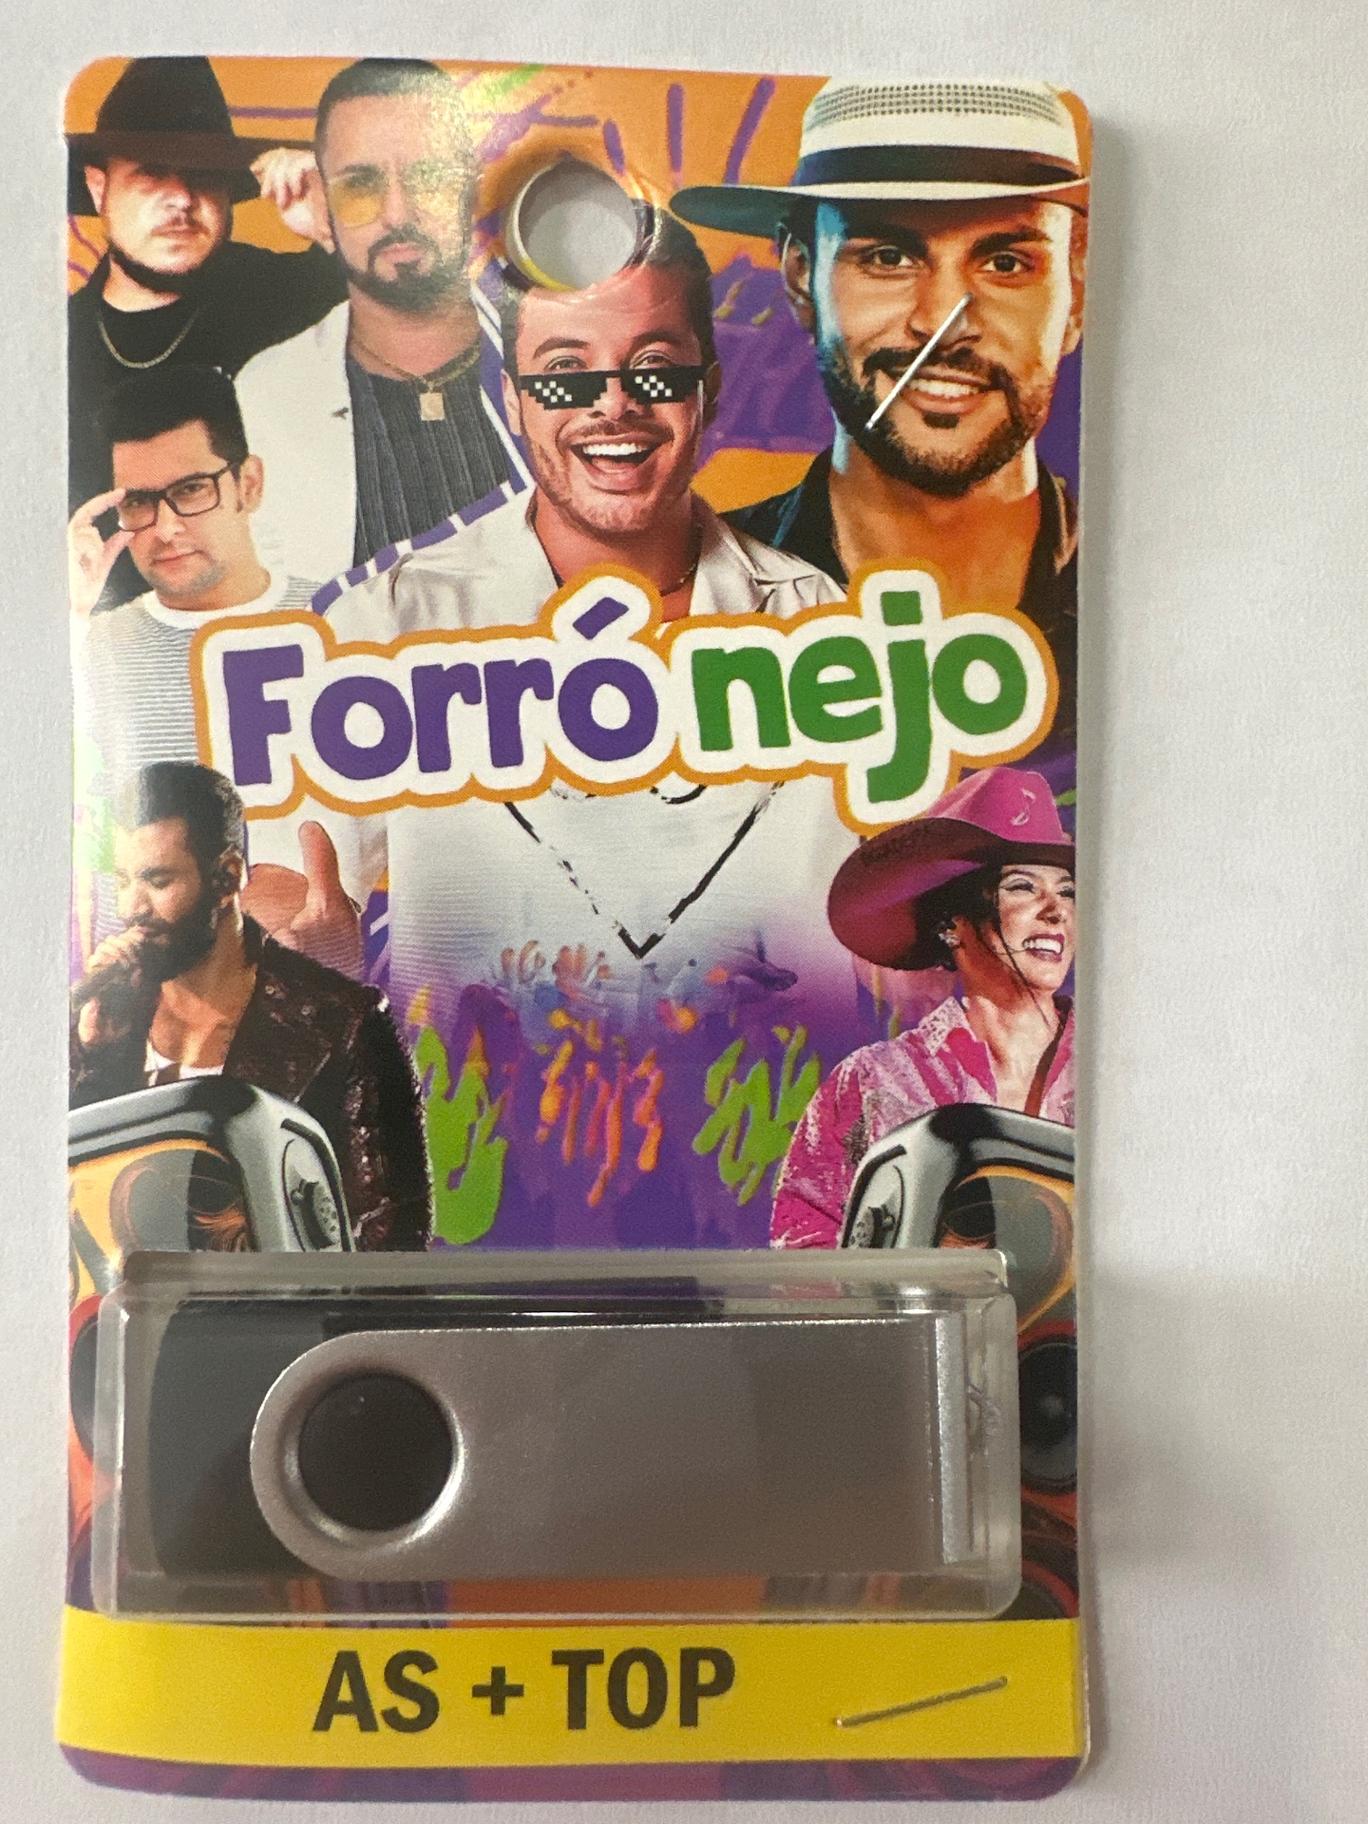 Forró nejo
AS + TOP